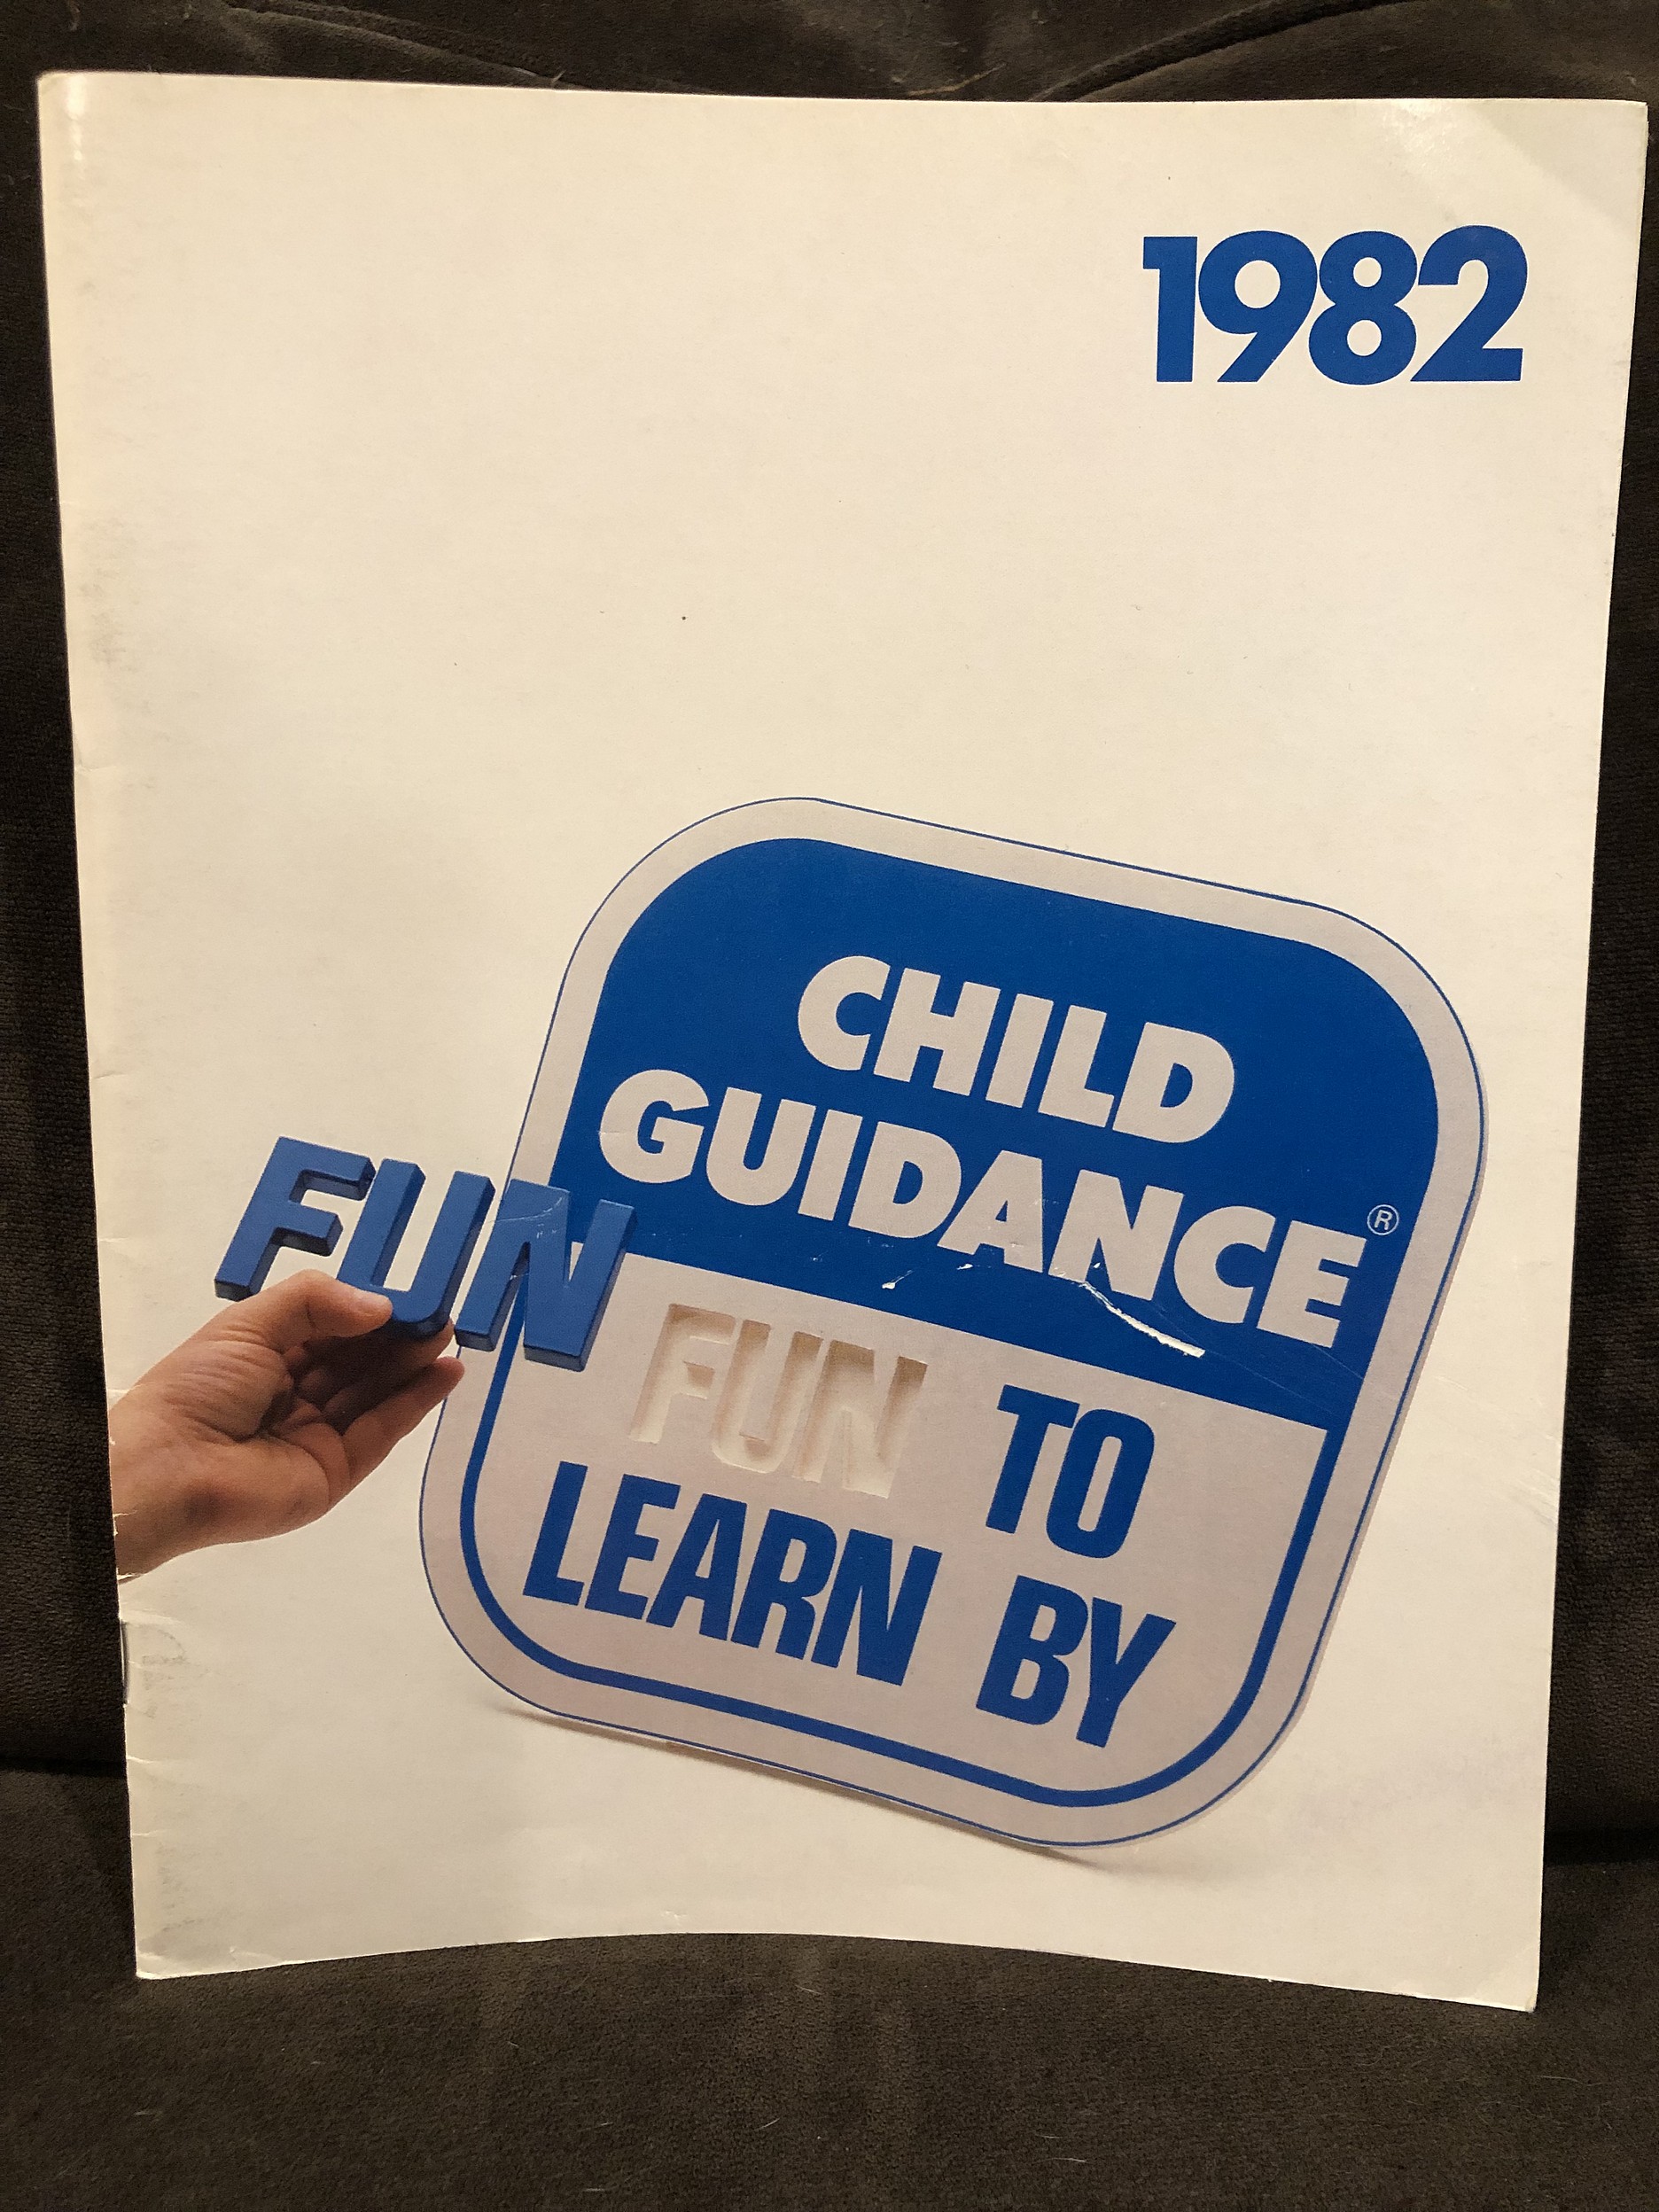 1982
CHILD
GUIDANCE®
FUN
FUN TO
LEARN BY